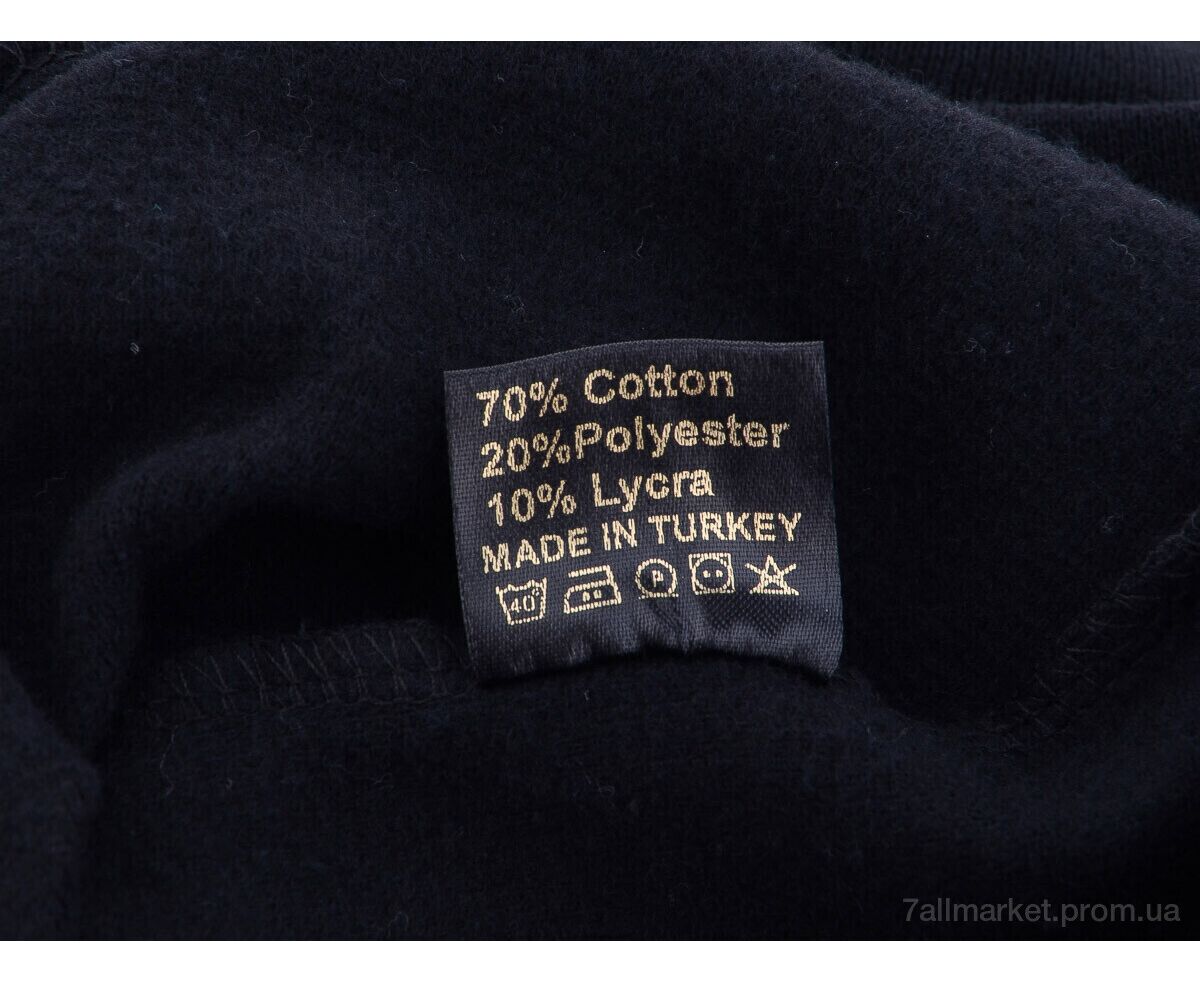 70% Cotton
20%Polyester
10% Lycra
MADE IN TURKEY
40° P
7allmarket.prom.ua